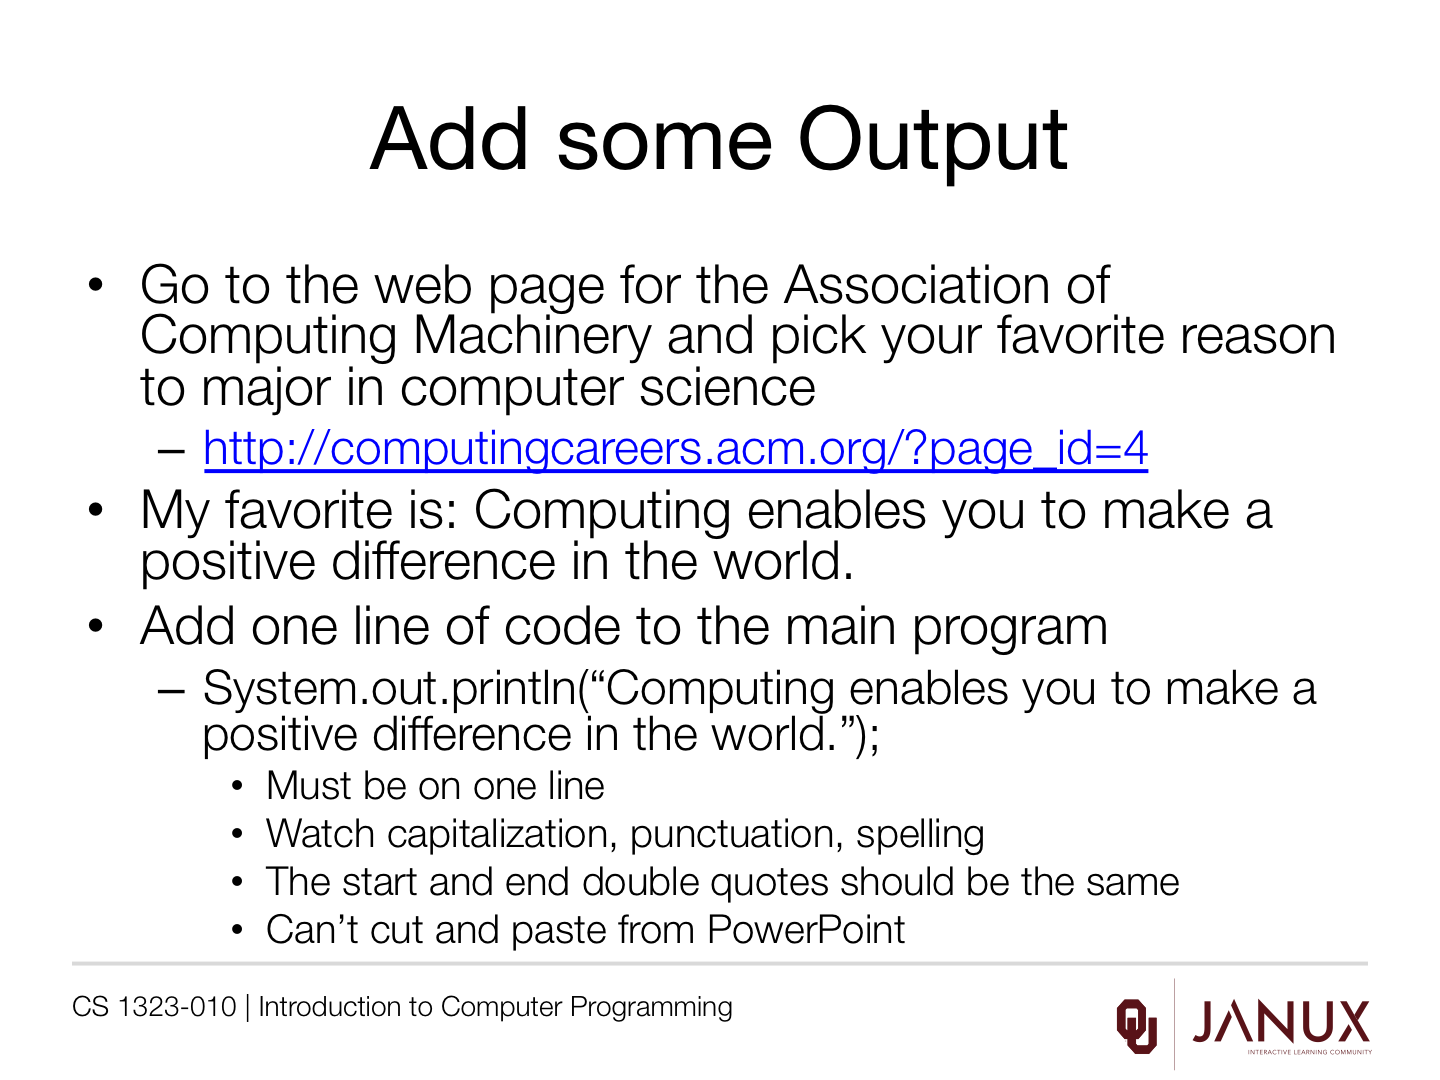 Add some Output
• Go to the web page for the Association of
Computing Machinery and pick your favorite reason
to major in computer science
– http://computingcareers.acm.org/?page_id=4
• My favorite is: Computing enables you to make a
positive difference in the world.
• Add one line of code to the main program
– System.out.println(“Computing enables you to make a
positive difference in the world.”);
• Must be on one line
• Watch capitalization, punctuation, spelling
• The start and end double quotes should be the same
• Can’t cut and paste from PowerPoint
CS 1323-010 | Introduction to Computer Programming
OU
JANUX
INTERACTIVE LEARNING COMMUNITY